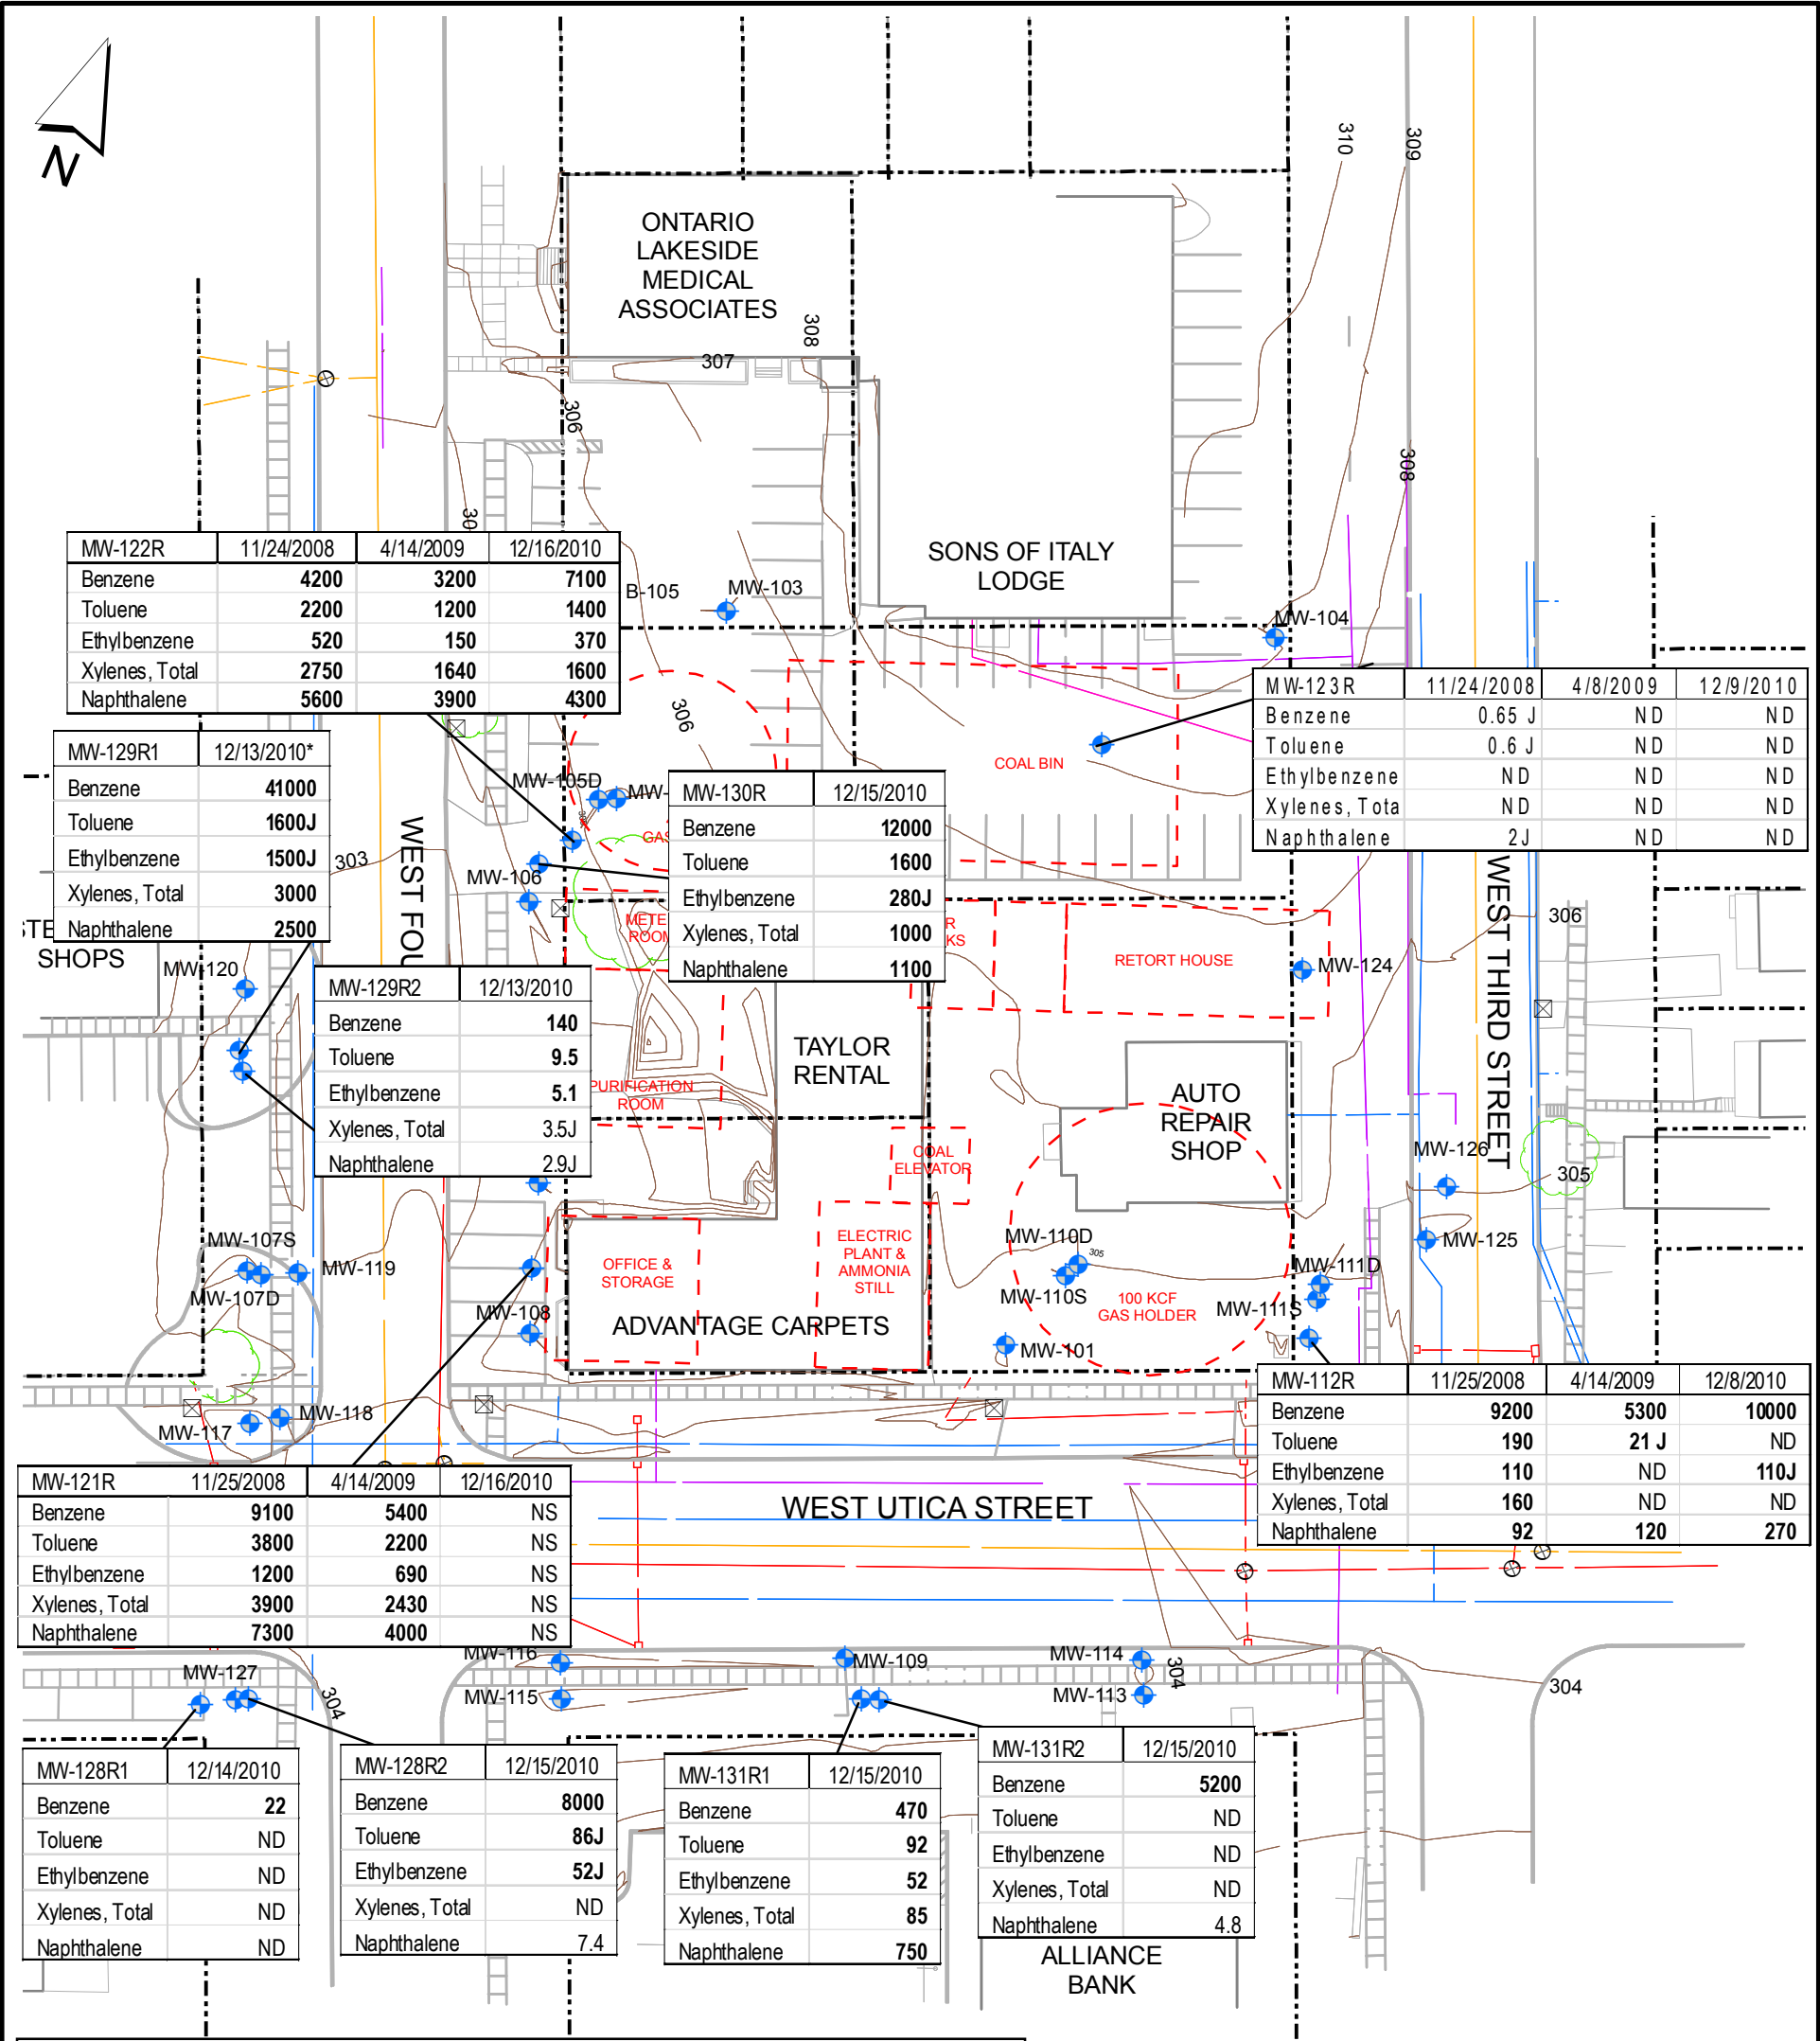 N
310
309
ONTARIO
LAKESIDE
MEDICAL
ASSOCIATES
308
307
306
308
30
SONS OF ITALY
LODGE
MW-122R 11/24/2008 4/14/2009 12/16/2010
Benzene 4200 3200 7100
Toluene 2200 1200 1400
Ethylbenzene 520 150 370
Xylenes, Total 2750 1640 1600
Naphthalene 5600 3900 4300
B-105
MW-103
MW-104
MW-123R 11/24/2008 4/8/2009 12/9/2010
Benzene 0.65 J ND ND
Toluene 0.6 J ND ND
Ethylbenzene ND ND ND
Xylenes, Tota ND ND ND
Naphthalene 2J ND ND
306
COAL BIN
MW-129R1 12/13/2010*
Benzene 41000
Toluene 1600J
Ethylbenzene 1500J
Xylenes, Total 3000
Naphthalene 2500
MW-105D
MW-
GAS
MW-130R 12/15/2010
Benzene 12000
Toluene 1600
Ethylbenzene 280J
Xylenes, Total 1000
Naphthalene 1100
303
WEST FOU
MW-106
METE
ROOM
R
KS
RETORT HOUSE
MW-124
WEST THIRD STREET
306
STE
SHOPS
MW-120
MW-129R2 12/13/2010
Benzene 140
Toluene 9.5
Ethylbenzene 5.1
Xylenes, Total 3.5J
Naphthalene 2.9J
TAYLOR
RENTAL
PURIFICATION
ROOM
AUTO
REPAIR
SHOP
COAL
ELEVATOR
MW-126
305
MW-107S
MW-119
MW-107D
OFFICE &
STORAGE
ELECTRIC
PLANT &
AMMONIA
STILL
MW-110D
305
MW-110S
100 KCF
GAS HOLDER
MW-125
MW-111D
MW-111S
MW-108
ADVANTAGE CARPETS
MW-101
MW-118
MW-117
MW-112R 11/25/2008 4/14/2009 12/8/2010
Benzene 9200 5300 10000
Toluene 190 21 J ND
Ethylbenzene 110 ND 110J
Xylenes, Total 160 ND ND
Naphthalene 92 120 270
MW-121R 11/25/2008 4/14/2009 12/16/2010
Benzene 9100 5400 NS
Toluene 3800 2200 NS
Ethylbenzene 1200 690 NS
Xylenes, Total 3900 2430 NS
Naphthalene 7300 4000 NS
WEST UTICA STREET
MW-116
MW-109
MW-114
304
MW-127
304
MW-115
MW-113
304
MW-128R1 12/14/2010
Benzene 22
Toluene ND
Ethylbenzene ND
Xylenes, Total ND
Naphthalene ND
MW-128R2 12/15/2010
Benzene 8000
Toluene 86J
Ethylbenzene 52J
Xylenes, Total ND
Naphthalene 7.4
MW-131R1 12/15/2010
Benzene 470
Toluene 92
Ethylbenzene 52
Xylenes, Total 85
Naphthalene 750
MW-131R2 12/15/2010
Benzene 5200
Toluene ND
Ethylbenzene ND
Xylenes, Total ND
Naphthalene 4.8
ALLIANCE
BANK